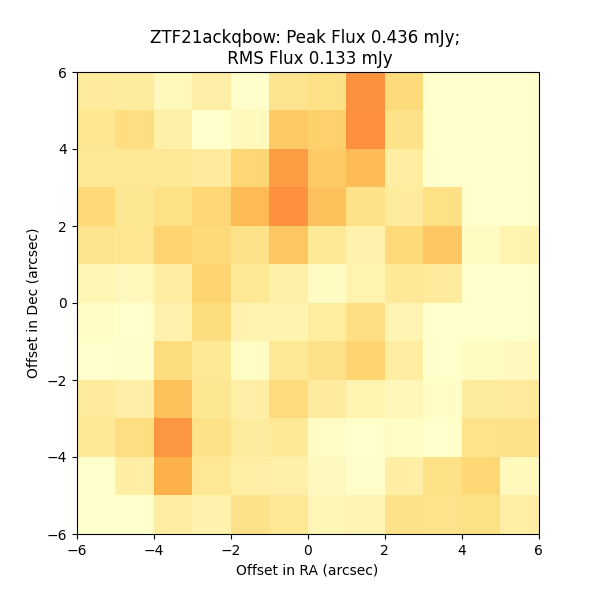 ZTF21ackqbow: Peak Flux 0.436 mJy;
RMS Flux 0.133 mJy
6
4
2
0
−2
−4
−6
Offset in Dec (arcsec)
−6 −4 −2 0 2 4 6
Offset in RA (arcsec)